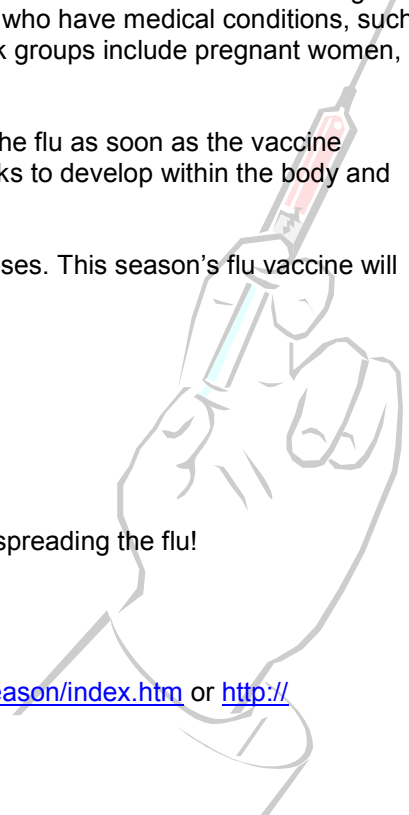 who have medical conditions, such
k groups include pregnant women,
he flu as soon as the vaccine
ks to develop within the body and
ses. This season’s flu vaccine will
spreading the flu!
eason/index.htm or http://